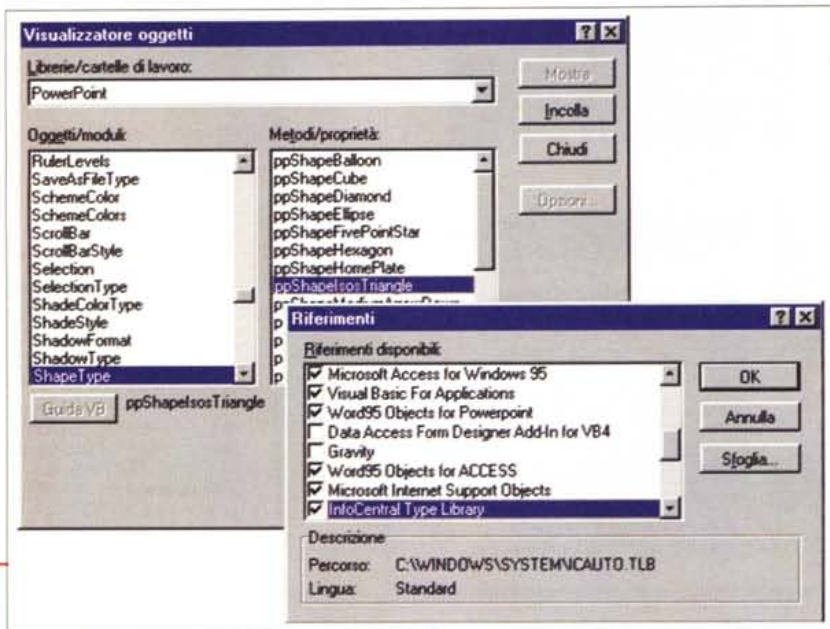 Visualizzatore oggetti
Librerie/cartelle di lavoro:
PowerPoint
Mostra
Incolla
Chiudi
Opzioni...
Oggetti/moduli:
RulerLevels
SaveAsFileType
SchemeColor
SchemeColors
ScrollBar
ScrollBarStyle
Selection
SelectionType
ShadeColorType
ShadeStyle
ShadowFormat
ShadowType
ShapeType
Metodi/proprietà:
ppShapeBalloon
ppShapeCube
ppShapeDiamond
ppShapeEllipse
ppShapeFivePointStar
ppShapeHexagon
ppShapeHomePlate
ppShapeIsosTriangle
Guida VB
ppShapeIsosTriangle
Riferimenti
Riferimenti disponibili:
Microsoft Access for Windows 95
Visual Basic For Applications
Word95 Objects for Powerpoint
Data Access Form Designer Add-In for VB4
Gravity
Word95 Objects for ACCESS
Microsoft Internet Support Objects
InfoCentral Type Library
OK
Annulla
Sfoglia...
Descrizione
Percorso: C:\WINDOWS\SYSTEM\ICAUTO.TLB
Lingua: Standard